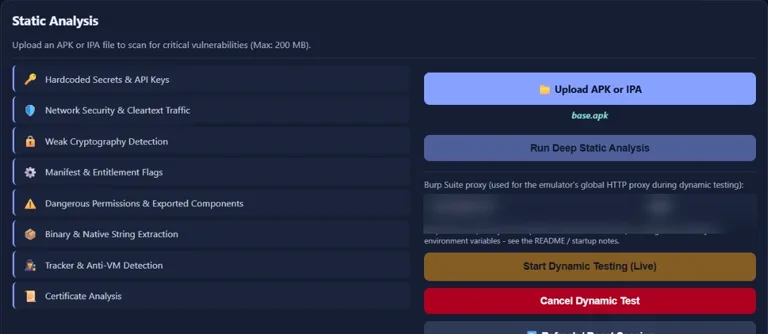 Static Analysis
Upload an APK or IPA file to scan for critical vulnerabilities (Max: 200 MB).
Hardcoded Secrets & API Keys
Network Security & Cleartext Traffic
Weak Cryptography Detection
Manifest & Entitlement Flags
Dangerous Permissions & Exported Components
Binary & Native String Extraction
Tracker & Anti-VM Detection
Certificate Analysis
Upload APK or IPA
base.apk
Run Deep Static Analysis
Burp Suite proxy (used for the emulator's global HTTP proxy during dynamic testing):
environment variables - see the README / startup notes.
Start Dynamic Testing (Live)
Cancel Dynamic Test